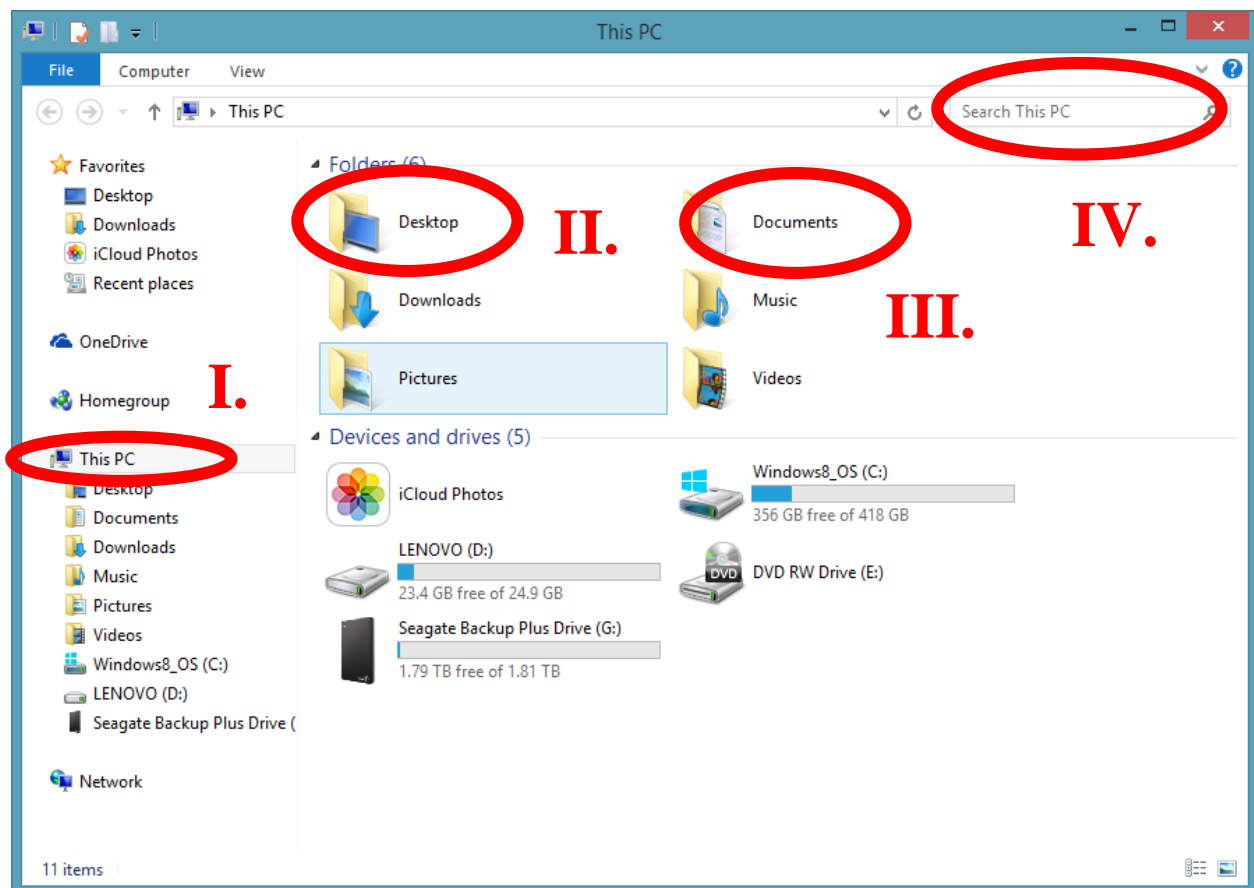 This PC
File Computer View
This PC
Search This PC
Favorites
Desktop
Downloads
iCloud Photos
Recent places
OneDrive
Homegroup
I.
This PC
Desktop
Documents
Downloads
Music
Pictures
Videos
Windows8_OS (C:)
LENOVO (D:)
Seagate Backup Plus Drive (
Network
Folders (6)
Desktop
II.
Documents
IV.
Downloads
Music
III.
Pictures
Videos
Devices and drives (5)
iCloud Photos
Windows8_OS (C:)
356 GB free of 418 GB
LENOVO (D:)
23.4 GB free of 24.9 GB
DVD
DVD RW Drive (E:)
Seagate Backup Plus Drive (G:)
1.79 TB free of 1.81 TB
11 items